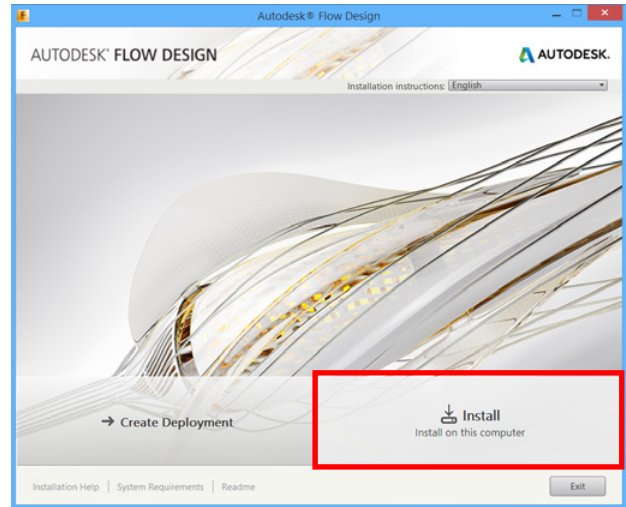 Autodesk® Flow Design
AUTODESK® FLOW DESIGN
AUTODESK.
Installation instructions: English
Create Deployment
Install
Install on this computer
Installation Help | System Requirements | Readme
Exit